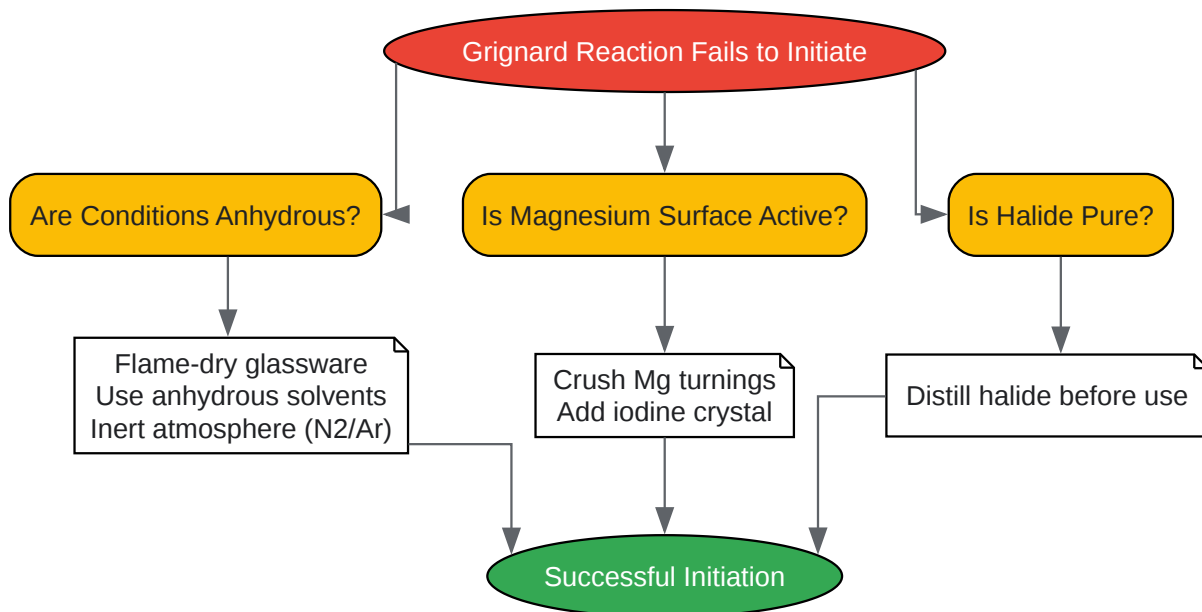 Grignard Reaction Fails to Initiate
Are Conditions Anhydrous?
Is Magnesium Surface Active?
Is Halide Pure?
Flame-dry glassware
Use anhydrous solvents
Inert atmosphere (N2/Ar)
Crush Mg turnings
Add iodine crystal
Distill halide before use
Successful Initiation